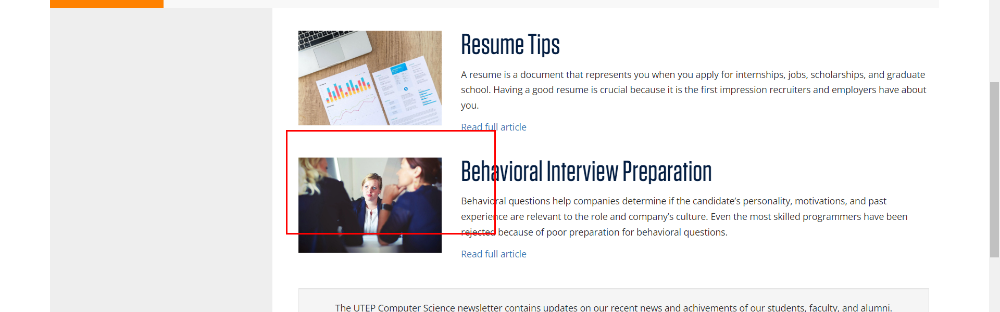 Resume Tips
A resume is a document that represents you when you apply for internships, jobs, scholarships, and graduate
school. Having a good resume is crucial because it is the first impression recruiters and employers have about
you.
Read full article
Behavioral Interview Preparation
Behavioral questions help companies determine if the candidate’s personality, motivations, and past
experience are relevant to the role and company’s culture. Even the most skilled programmers have been
rejected because of poor preparation for behavioral questions.
Read full article
The UTEP Computer Science newsletter contains updates on our recent news and achivements of our students, faculty, and alumni.